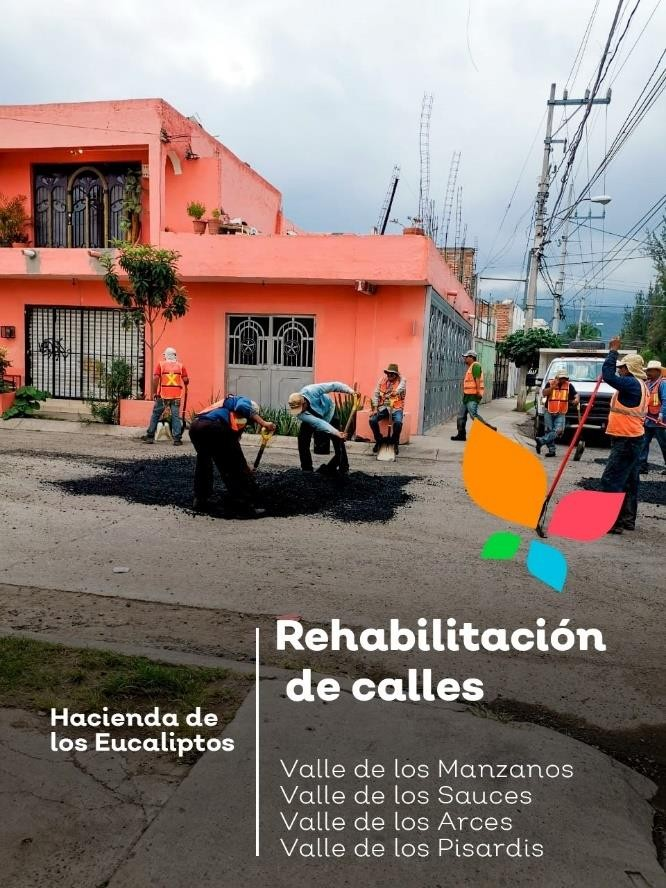 Rehabilitación
de calles
Hacienda de
los Eucaliptos
Valle de los Manzanos
Valle de los Sauces
Valle de los Arces
Valle de los Pisardis